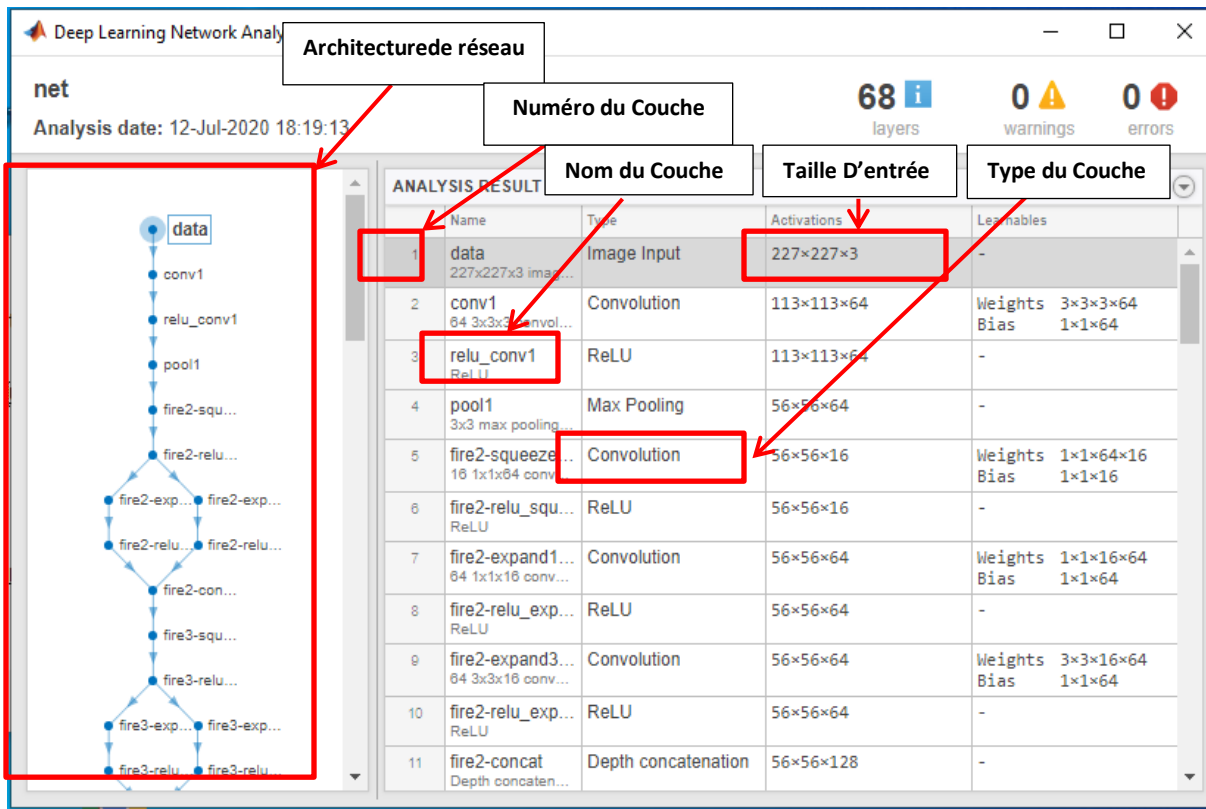 Deep Learning Network Analy
Architecturede réseau
net
Analysis date: 12-Jul-2020 18:19:13
68
layers
0
warnings
0
errors
Numéro du Couche
Nom du Couche
Taille D'entrée
Type du Couche
data
conv1
relu_conv1
pool1
fire2-squ...
fire2-relu...
fire2-exp... fire2-exp...
fire2-relu... fire2-relu...
fire2-con...
fire3-squ...
fire3-relu...
fire3-exp... fire3-exp...
fire3-relu... fire3-relu...
ANALYSIS RESULT
Name Type Activations Learnables
1 data Image Input 227×227×3 -
227x227x3 imag...
2 conv1 Convolution 113×113×64 Weights 3×3×3×64
64 3x3x3 convol... Bias 1×1×64
3 relu_conv1 ReLU 113×113×64 -
ReLU
4 pool1 Max Pooling 56×56×64 -
3x3 max pooling...
5 fire2-squeeze... Convolution 56×56×16 Weights 1×1×64×16
16 1x1x64 conv... Bias 1×1×16
6 fire2-relu_squ... ReLU 56×56×16 -
ReLU
7 fire2-expand1... Convolution 56×56×64 Weights 1×1×16×64
64 1x1x16 conv... Bias 1×1×64
8 fire2-relu_exp... ReLU 56×56×64 -
ReLU
9 fire2-expand3... Convolution 56×56×64 Weights 3×3×16×64
64 3x3x16 conv... Bias 1×1×64
10 fire2-relu_exp... ReLU 56×56×64 -
ReLU
11 fire2-concat Depth concatenation 56×56×128 -
Depth concaten...